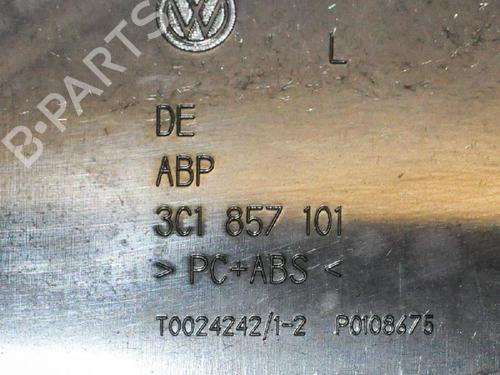 B-PARTS
L
DE
ABP
3C1 857 101
> PC+ABS <
T0024242/1-2 P0108675